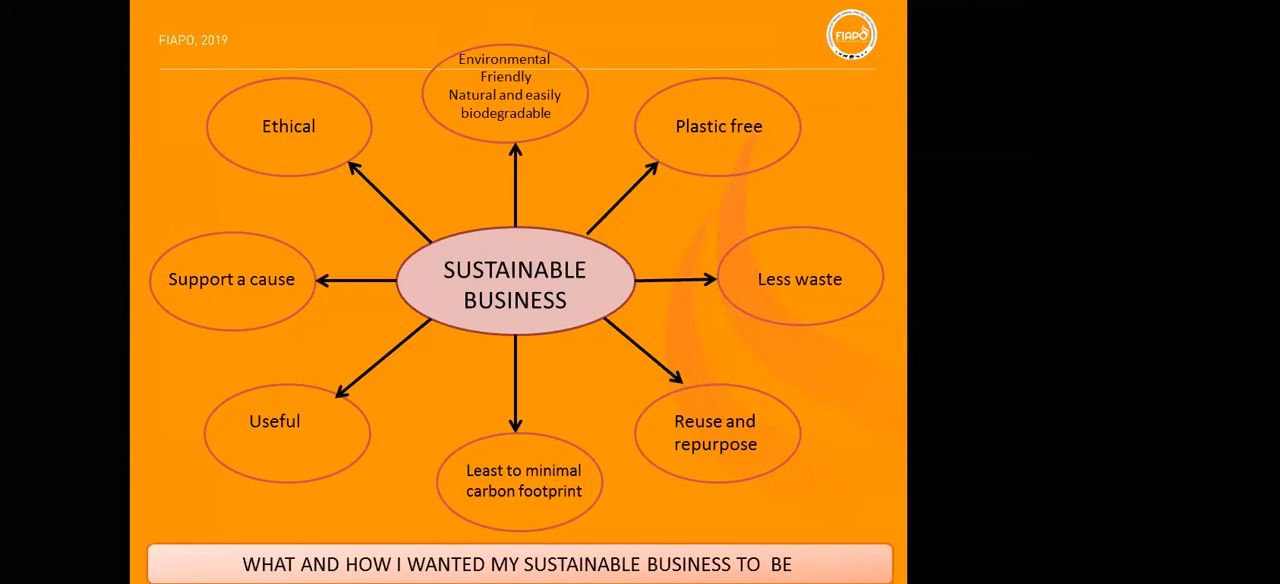 FIAPO, 2019
FIAPO
Environmental
Friendly
Natural and easily
biodegradable
Ethical
Plastic free
Support a cause
SUSTAINABLE
BUSINESS
Less waste
Useful
Reuse and
repurpose
Least to minimal
carbon footprint
WHAT AND HOW I WANTED MY SUSTAINABLE BUSINESS TO  BE